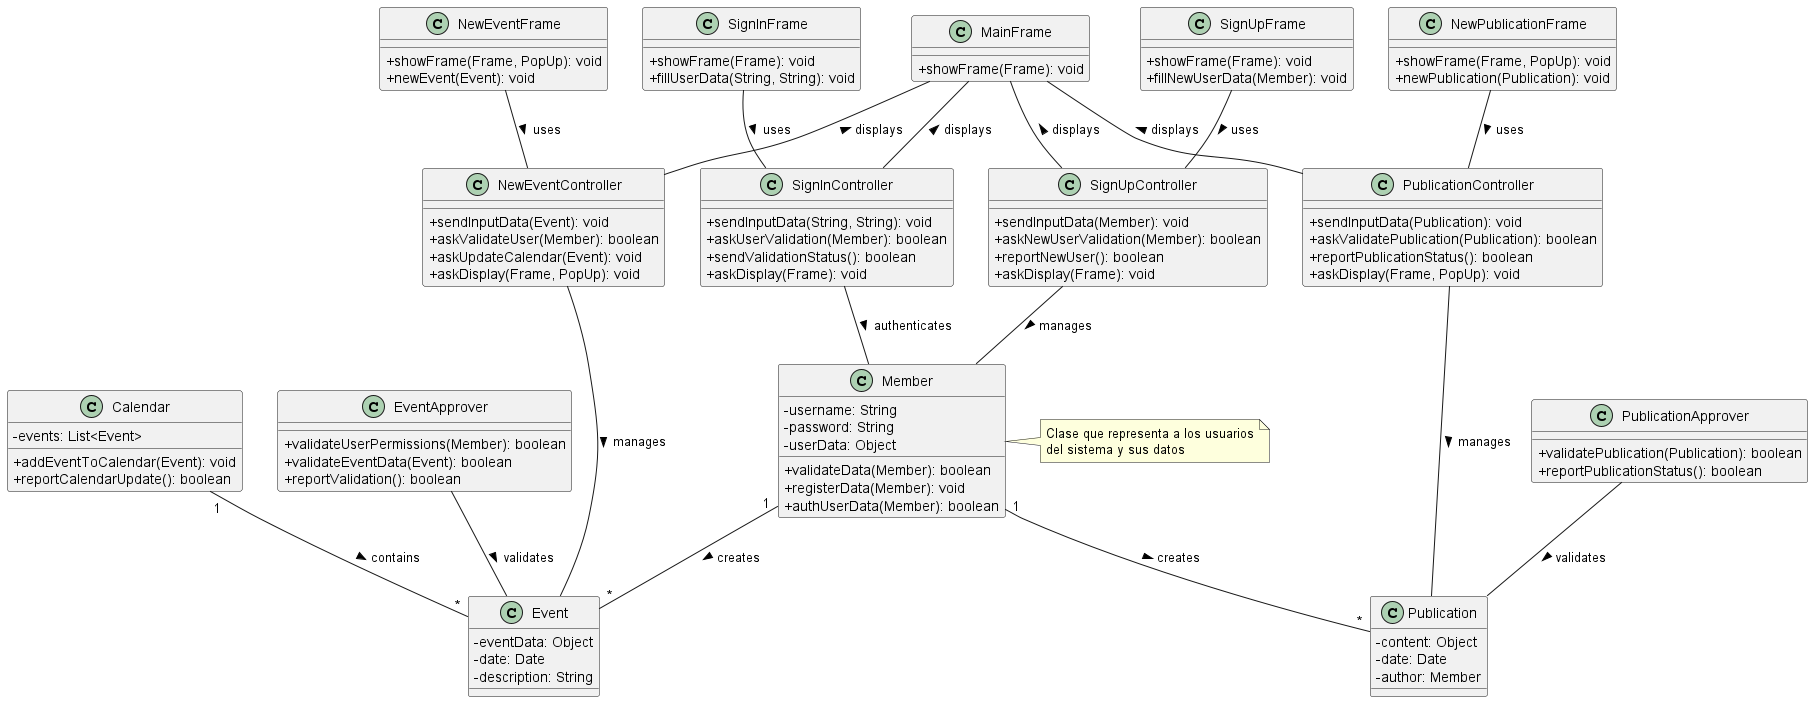 C NewEventFrame
+showFrame(Frame, PopUp): void
+newEvent(Event): void
C SignInFrame
+showFrame(Frame): void
+fillUserData(String, String): void
C MainFrame
+showFrame(Frame): void
C SignUpFrame
+showFrame(Frame): void
+fillNewUserData(Member): void
C NewPublicationFrame
+showFrame(Frame, PopUp): void
+newPublication(Publication): void
uses
uses
displays
displays
displays
uses
displays
uses
C NewEventController
+sendInputData(Event): void
+askValidateUser(Member): boolean
+askUpdateCalendar(Event): void
+askDisplay(Frame, PopUp): void
C SignInController
+sendInputData(String, String): void
+askUserValidation(Member): boolean
+sendValidationStatus(): boolean
+askDisplay(Frame): void
C SignUpController
+sendInputData(Member): void
+askNewUserValidation(Member): boolean
+reportNewUser(): boolean
+askDisplay(Frame): void
C PublicationController
+sendInputData(Publication): void
+askValidatePublication(Publication): boolean
+reportPublicationStatus(): boolean
+askDisplay(Frame, PopUp): void
authenticates
manages
C Calendar
-events: List<Event>
+addEventToCalendar(Event): void
+reportCalendarUpdate(): boolean
C EventApprover
+validateUserPermissions(Member): boolean
+validateEventData(Event): boolean
+reportValidation(): boolean
manages
C Member
-username: String
-password: String
-userData: Object
+validateData(Member): boolean
+registerData(Member): void
+authUserData(Member): boolean
Clase que representa a los usuarios
del sistema y sus datos
manages
C PublicationApprover
+validatePublication(Publication): boolean
+reportPublicationStatus(): boolean
1
1
1
contains
validates
creates
creates
validates
*
*
*
C Event
-eventData: Object
-date: Date
-description: String
C Publication
-content: Object
-date: Date
-author: Member